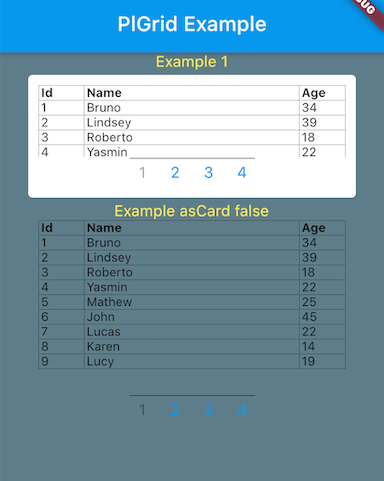 PlGrid Example
Example 1
Id Name Age
1 Bruno 34
2 Lindsey 39
3 Roberto 18
4 Yasmin 22
1 2 3 4
Example asCard false
Id Name Age
1 Bruno 34
2 Lindsey 39
3 Roberto 18
4 Yasmin 22
5 Mathew 25
6 John 45
7 Lucas 22
8 Karen 14
9 Lucy 19
1 2 3 4